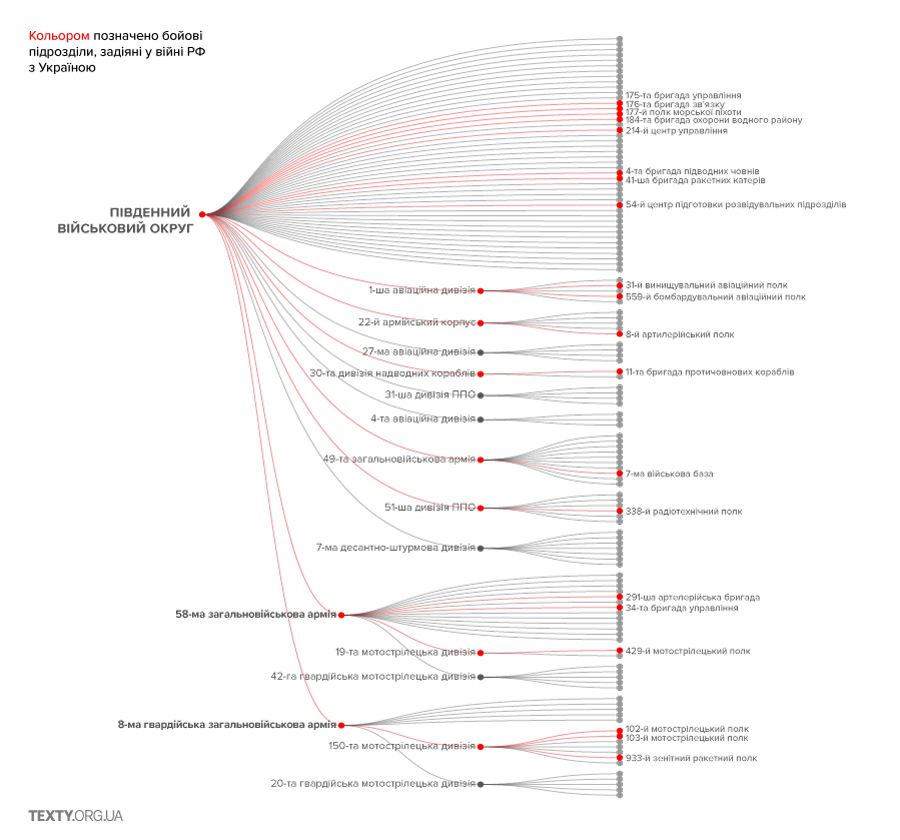 Кольором позначено бойові
підрозділи, задіяні у війні РФ
з Україною
175-та бригада управління
176-та бригада зв'язку
177-й полк морської піхоти
184-та бригада охорони водного району
214-й центр управління
4-та бригада підводних човнів
41-ша бригада ракетних катерів
54-й центр підготовки розвідувальних підрозділів
ПІВДЕННИЙ
ВІЙСЬКОВИЙ ОКРУГ
1-ша авіаційна дивізія
31-й винищувальний авіаційний полк
559-й бомбардувальний авіаційний полк
22-й армійський корпус
8-й артилерійський полк
27-ма авіаційна дивізія
30-та дивізія надводних кораблів
11-та бригада протичовнових кораблів
31-ша дивізія ППО
4-та авіаційна дивізія
49-та загальновійськова армія
7-ма військова база
51-ша дивізія ППО
338-й радіотехнічний полк
7-ма десантно-штурмова дивізія
291-ша артелерійська бригада
34-та бригада управління
58-ма загальновійськова армія
19-та мотострілецька дивізія
429-й мотострілецький полк
42-га гвардійська мотострілецька дивізія
8-ма гвардійська загальновійськова армія
102-й мотострілецький полк
103-й мотострілецький полк
150-та мотострілецька дивізія
933-й зенітний ракетний полк
20-та гвардійська мотострілецька дивізія
TEXTY.ORG.UA